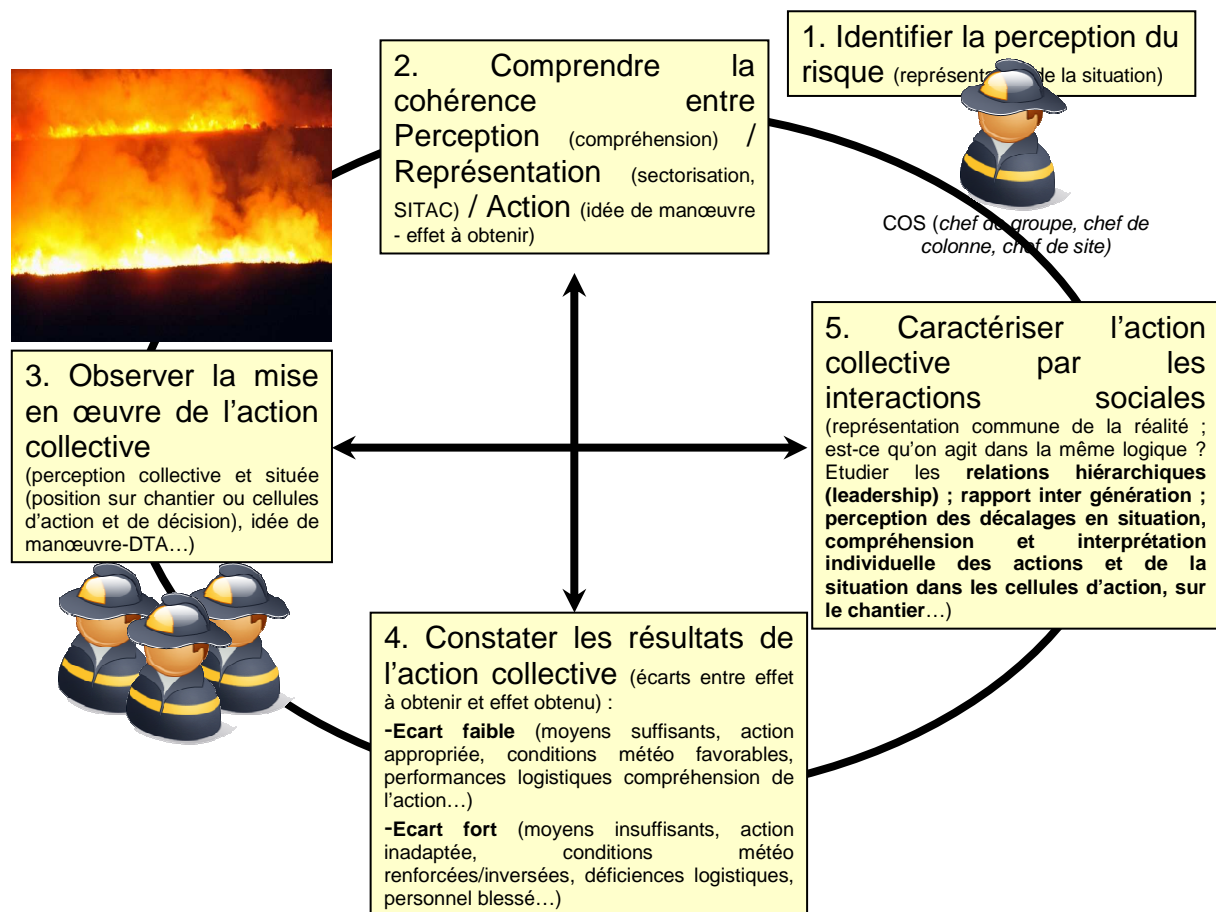 1. Identifier la perception du
risque (représentation de la situation)
COS (chef de groupe, chef de
colonne, chef de site)
2. Comprendre la
cohérence entre
Perception (compréhension) /
Représentation (sectorisation,
SITAC) / Action (idée de manœuvre
- effet à obtenir)
3. Observer la mise
en œuvre de l’action
collective
(perception collective et située
(position sur chantier ou cellules
d’action et de décision), idée de
manœuvre-DTA…)
4. Constater les résultats de
l’action collective (écarts entre effet
à obtenir et effet obtenu) :
-Ecart faible (moyens suffisants, action
appropriée, conditions météo favorables,
performances logistiques compréhension de
l’action…)
-Ecart fort (moyens insuffisants, action
inadaptée, conditions météo
renforcées/inversées, déficiences logistiques,
personnel blessé…)
5. Caractériser l’action
collective par les
interactions sociales
(représentation commune de la réalité ;
est-ce qu’on agit dans la même logique ?
Etudier les relations hiérarchiques
(leadership) ; rapport inter génération ;
perception des décalages en situation,
compréhension et interprétation
individuelle des actions et de la
situation dans les cellules d’action, sur
le chantier…)